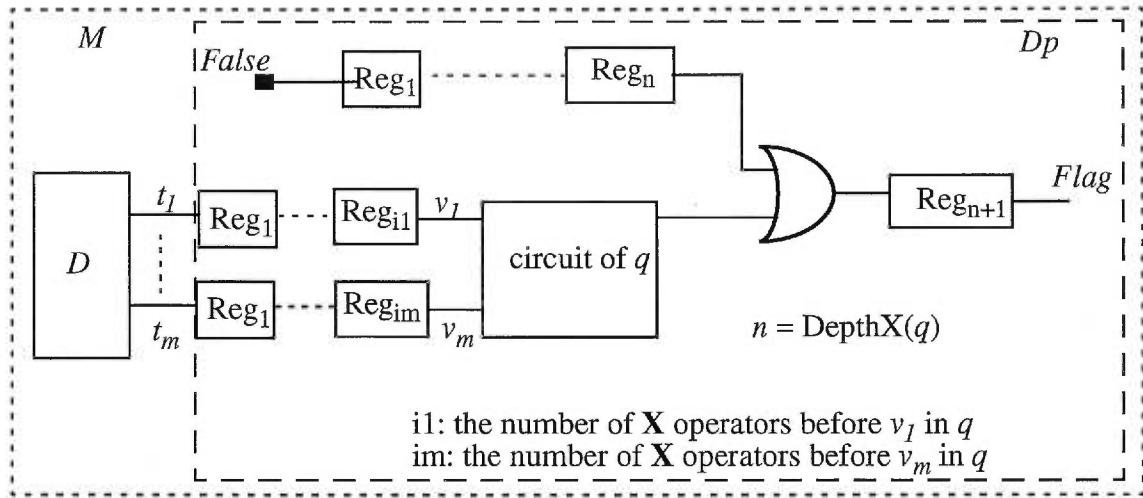 M
Dp
False
Reg1
Regn
D
t1
Reg1
Regi1
v1
circuit of q
Regn+1
Flag
tm
Reg1
Regim
vm
n = DepthX(q)
i1: the number of X operators before v1 in q
im: the number of X operators before vm in q